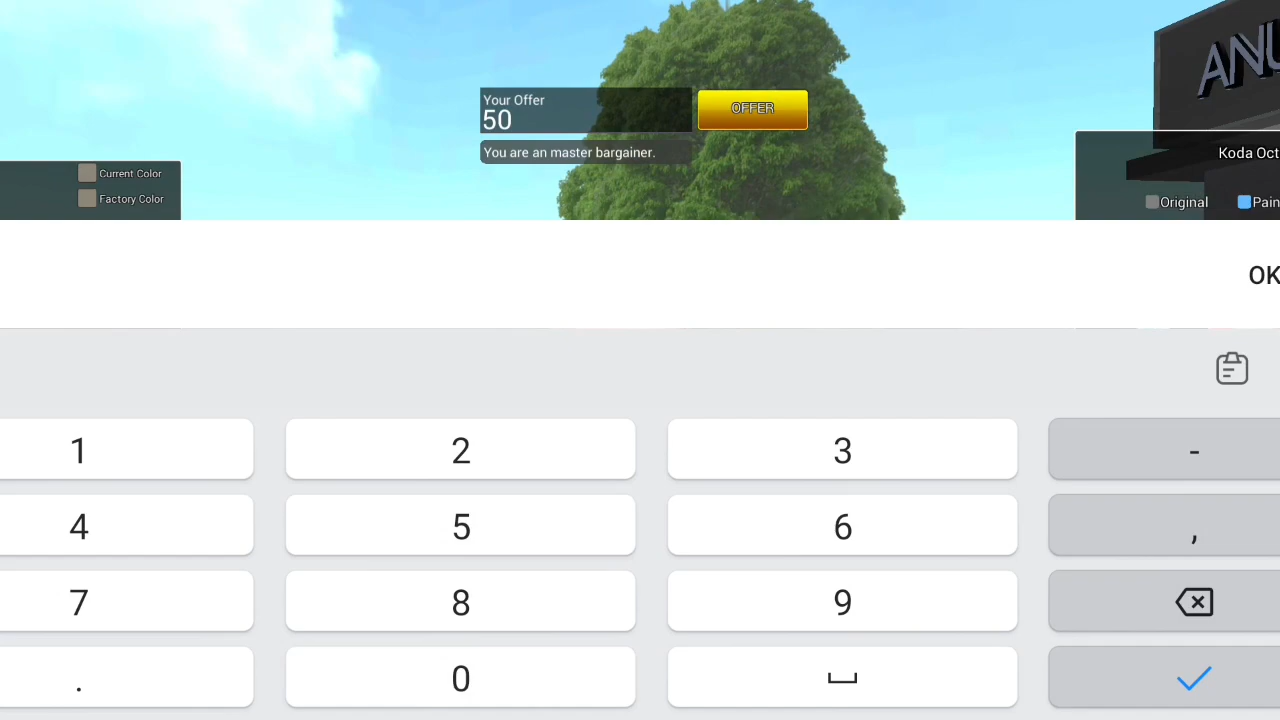 Your Offer
50
OFFER
You are an master bargainer.
Current Color
Factory Color
Koda Oct
Original
OK
1
2
3
-
4
5
6
,
7
8
9
.
0